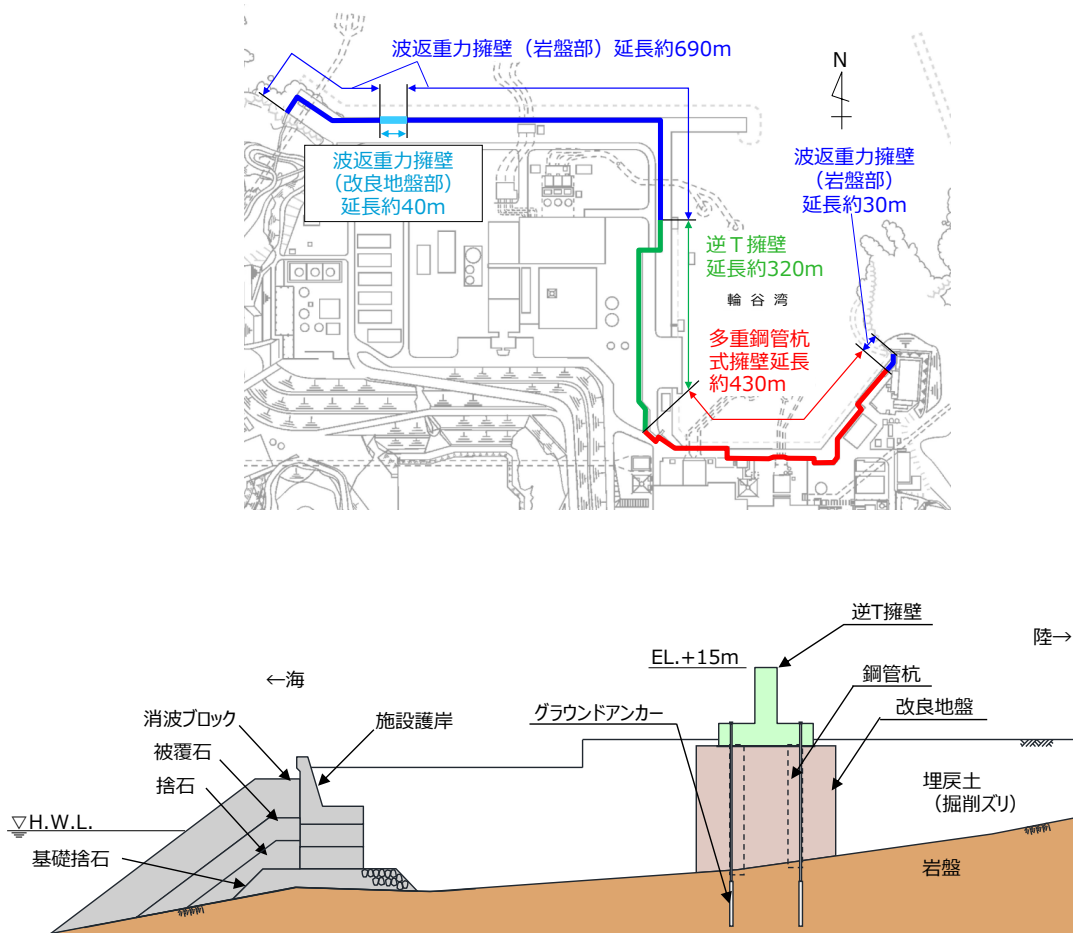 波返重力擁壁（岩盤部）延長約690m
N
波返重力擁壁
（改良地盤部）
延長約40m
波返重力擁壁
（岩盤部）
延長約30m
逆Ｔ擁壁
延長約320m
輪谷湾
多重鋼管杭
式擁壁延長
約430m
逆T擁壁
陸→
EL.+15m
鋼管杭
←海
グラウンドアンカー
改良地盤
消波ブロック
施設護岸
被覆石
捨石
埋戻土
（掘削ズリ）
▽H.W.L.
基礎捨石
岩盤